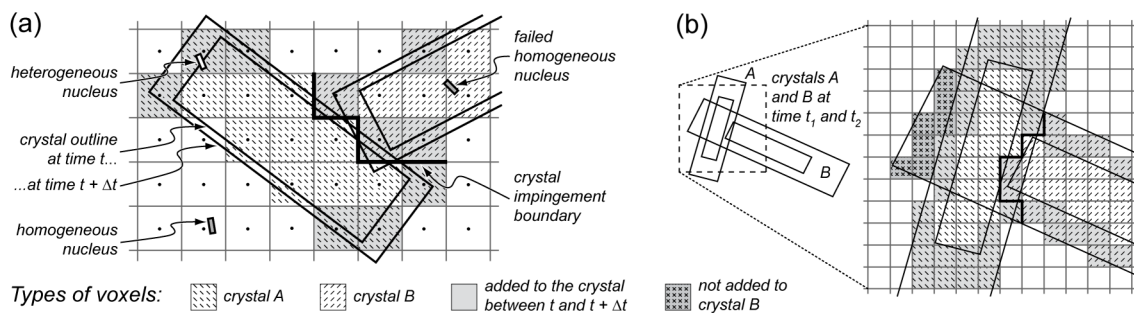 (a)
heterogeneous
nucleus
crystal outline
at time t...
...at time t + Δt
homogeneous
nucleus
failed
homogeneous
nucleus
crystal
impingement
boundary
(b)
A
crystals A
and B at
time t1 and t2
B
Types of voxels:
crystal A
crystal B
added to the crystal
between t and t + Δt
not added to
crystal B